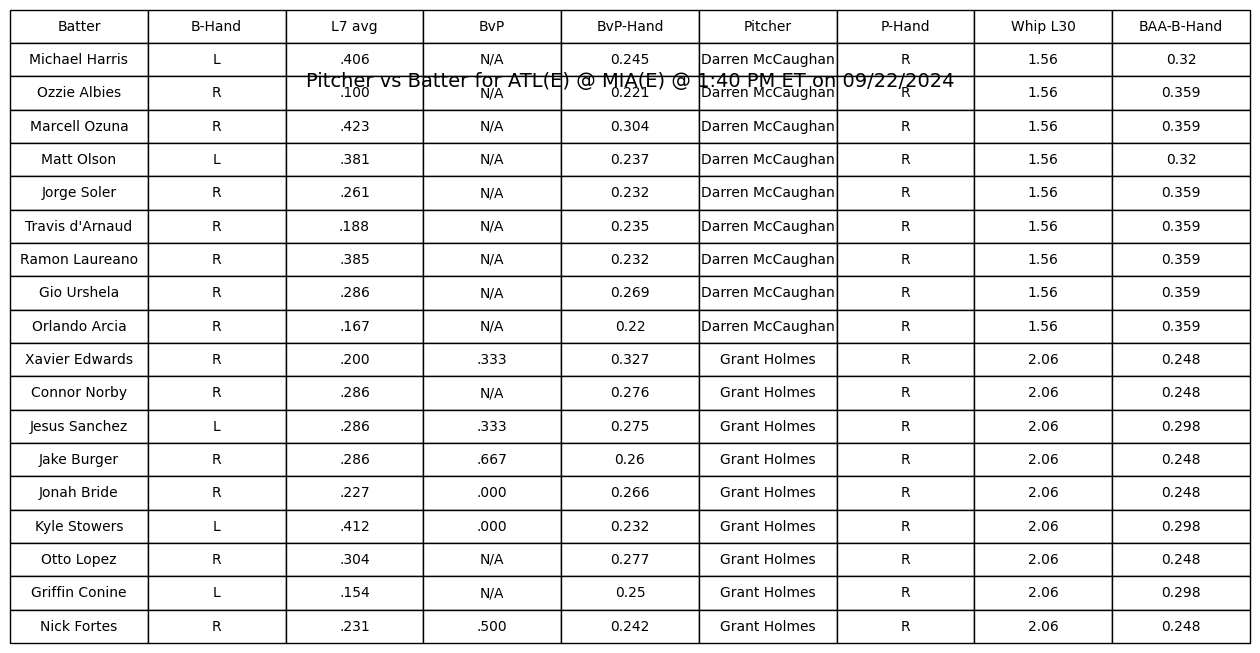 Batter B-Hand L7 avg BvP BvP-Hand Pitcher P-Hand Whip L30 BAA-B-Hand
Michael Harris L .406 N/A 0.245 Darren McCaughan R 1.56 0.32
Pitcher vs Batter for ATL(E) @ MIA(E) @ 1:40 PM ET on 09/22/2024
Ozzie Albies R .100 N/A 0.221 Darren McCaughan R 1.56 0.359
Marcell Ozuna R .423 N/A 0.304 Darren McCaughan R 1.56 0.359
Matt Olson L .381 N/A 0.237 Darren McCaughan R 1.56 0.32
Jorge Soler R .261 N/A 0.232 Darren McCaughan R 1.56 0.359
Travis d'Arnaud R .188 N/A 0.235 Darren McCaughan R 1.56 0.359
Ramon Laureano R .385 N/A 0.232 Darren McCaughan R 1.56 0.359
Gio Urshela R .286 N/A 0.269 Darren McCaughan R 1.56 0.359
Orlando Arcia R .167 N/A 0.22 Darren McCaughan R 1.56 0.359
Xavier Edwards R .200 .333 0.327 Grant Holmes R 2.06 0.248
Connor Norby R .286 N/A 0.276 Grant Holmes R 2.06 0.248
Jesus Sanchez L .286 .333 0.275 Grant Holmes R 2.06 0.298
Jake Burger R .286 .667 0.26 Grant Holmes R 2.06 0.248
Jonah Bride R .227 .000 0.266 Grant Holmes R 2.06 0.248
Kyle Stowers L .412 .000 0.232 Grant Holmes R 2.06 0.298
Otto Lopez R .304 N/A 0.277 Grant Holmes R 2.06 0.248
Griffin Conine L .154 N/A 0.25 Grant Holmes R 2.06 0.298
Nick Fortes R .231 .500 0.242 Grant Holmes R 2.06 0.248